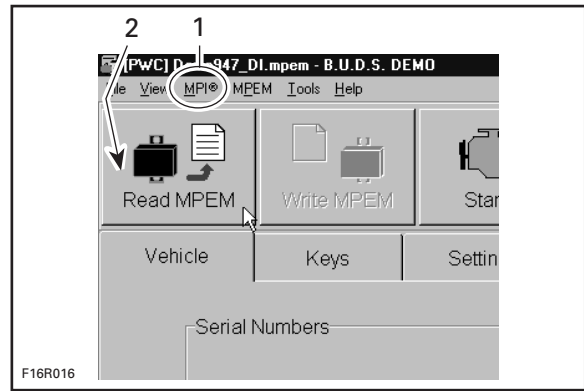 2 1
[PWC] D 947_DI.mpem - B.U.D.S. DEMO
View MPI® MPEM Tools Help
Read MPEM Write MPEM Star
Vehicle Keys Settin
Serial Numbers
F16R016